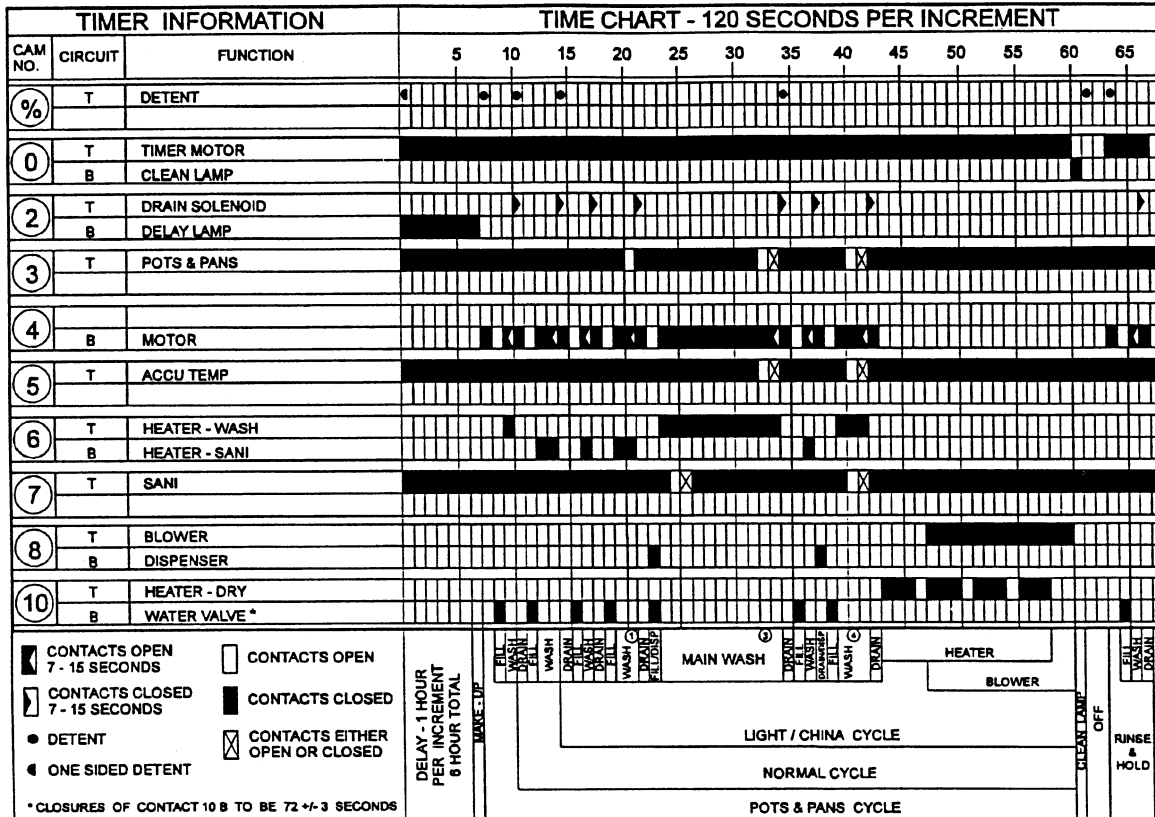 TIMER INFORMATION
TIME CHART - 120 SECONDS PER INCREMENT
CAM NO.
CIRCUIT
FUNCTION
5 10 15 20 25 30 35 40 45 50 55 60 65
%
T DETENT
0
T TIMER MOTOR
B CLEAN LAMP
2
T DRAIN SOLENOID
B DELAY LAMP
3
T POTS & PANS
4
B MOTOR
5
T ACCU TEMP
6
T HEATER - WASH
B HEATER - SANI
7
T SANI
8
T BLOWER
B DISPENSER
10
T HEATER - DRY
B WATER VALVE *
CONTACTS OPEN
7 - 15 SECONDS
CONTACTS CLOSED
7 - 15 SECONDS
DETENT
ONE SIDED DETENT
CONTACTS OPEN
CONTACTS CLOSED
CONTACTS EITHER
OPEN OR CLOSED
* CLOSURES OF CONTACT 10 B TO BE 72 +/- 3 SECONDS
DELAY - 1 HOUR
PER INCREMENT
6 HOUR TOTAL
MAKE - UP
FILL
WASH
DRAIN
FILL
WASH
DRAIN
FILL
WASH
DRAIN
FILL
WASH 1
DRAIN
FILL/DISP
MAIN WASH 3
DRAIN
FILL
WASH
DRAIN/DISP
FILL
WASH 4
DRAIN
HEATER
BLOWER
LIGHT / CHINA CYCLE
NORMAL CYCLE
POTS & PANS CYCLE
CLEAN LAMP
OFF
FILL
WASH
DRAIN
RINSE
&
HOLD